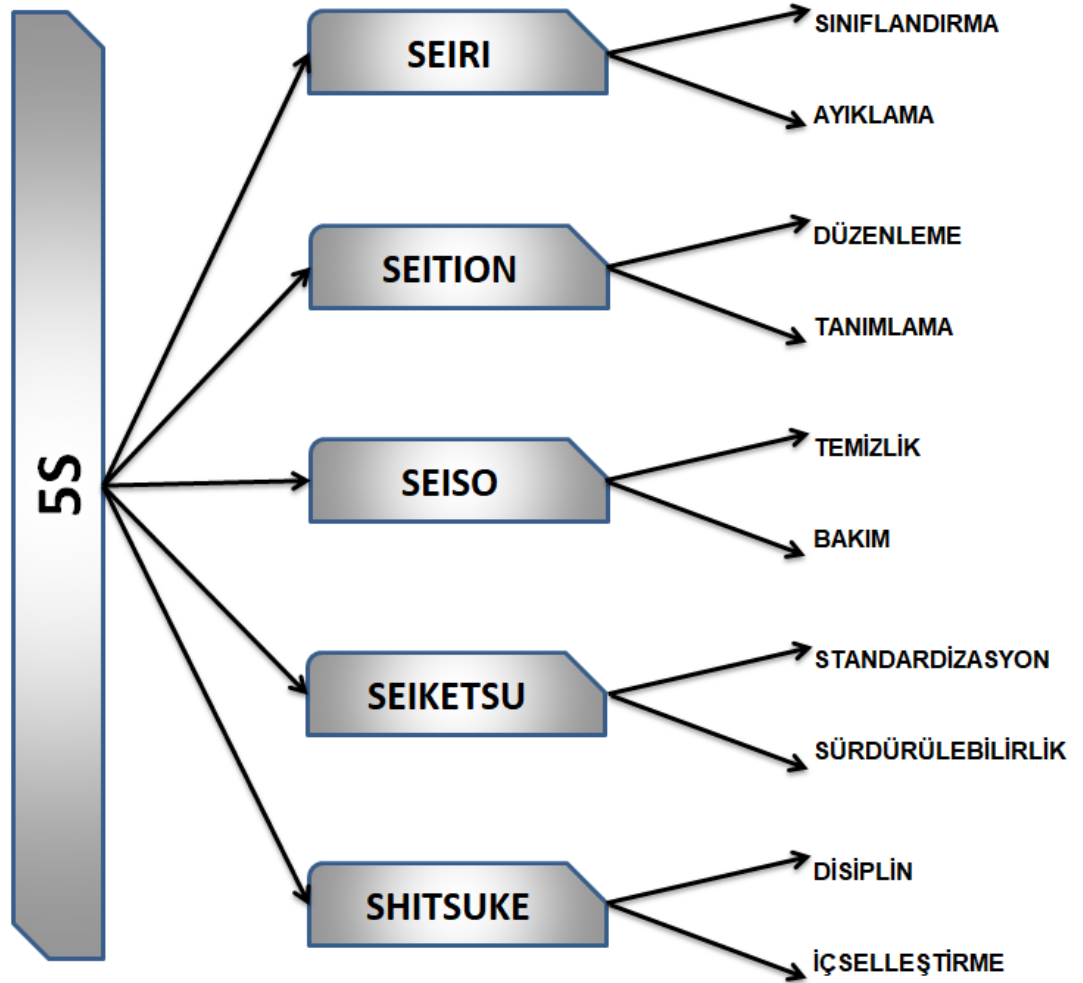 5S
SEIRI
SINIFLANDIRMA
AYIKLAMA
SEITION
DÜZENLEME
TANIMLAMA
SEISO
TEMİZLİK
BAKIM
SEIKETSU
STANDARDİZASYON
SÜRDÜRÜLEBİLİRLİK
SHITSUKE
DİSİPLİN
İÇSELLEŞTİRME